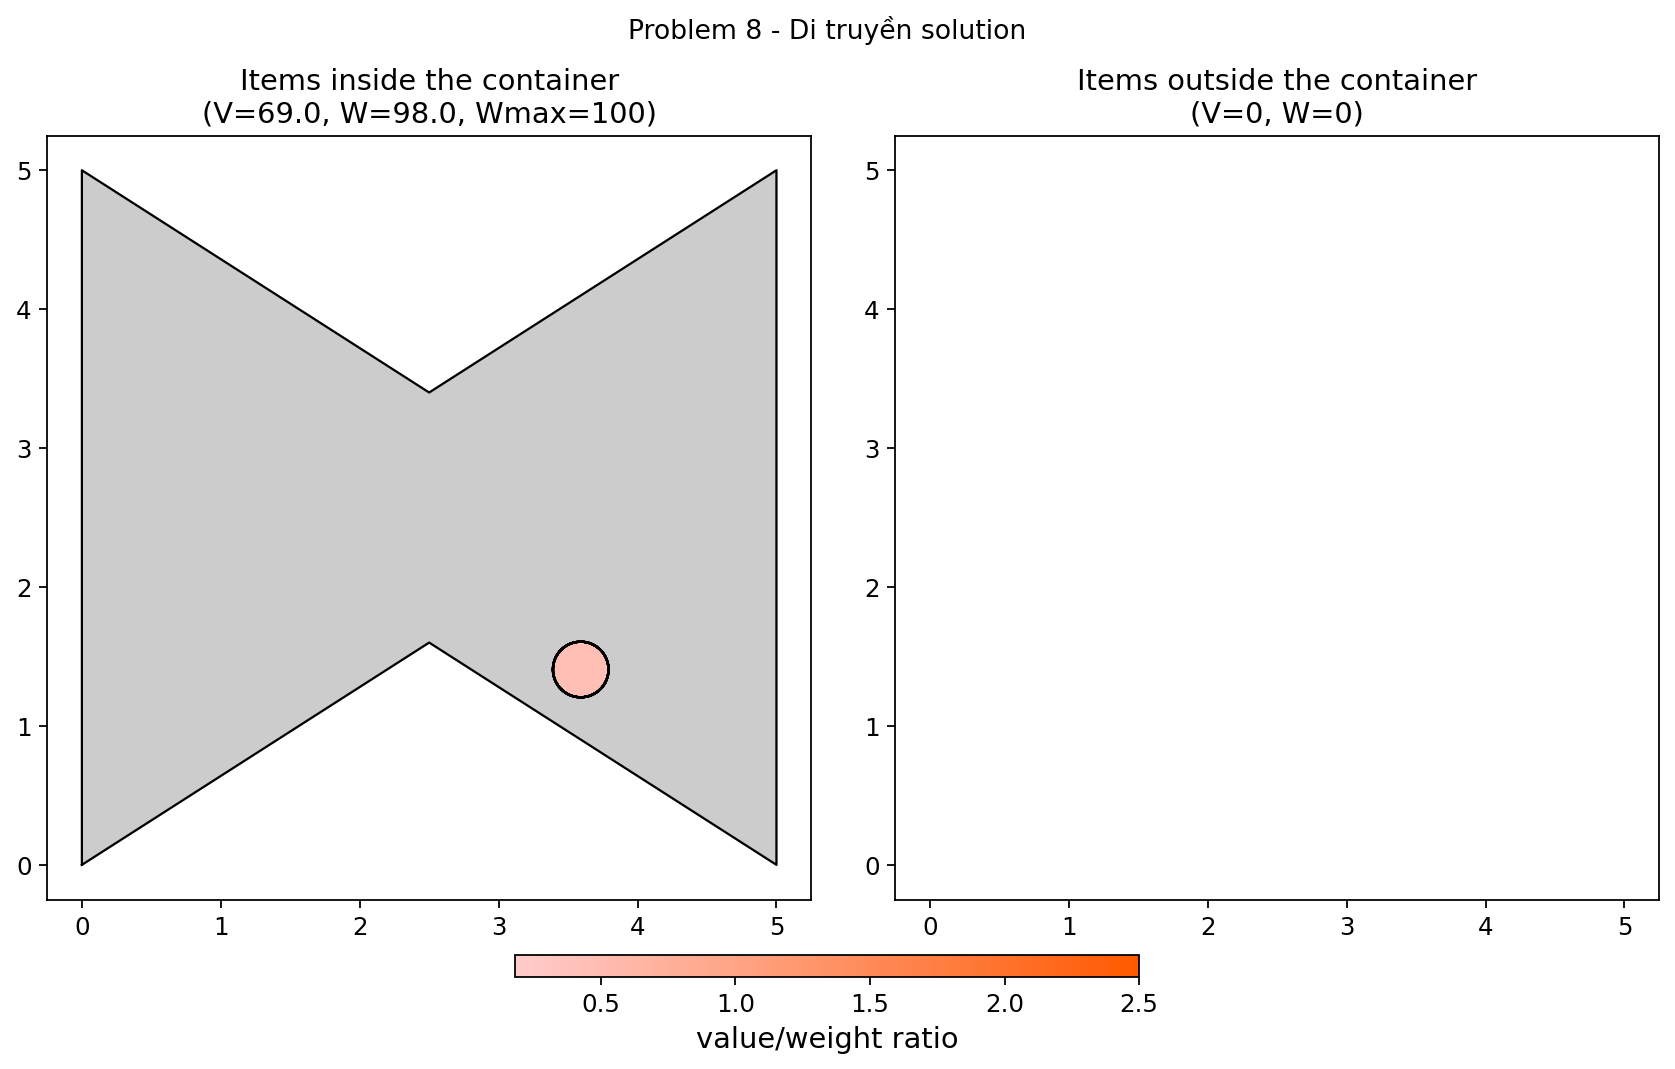 Problem 8 - Di truyền solution
Items inside the container
(V=69.0, W=98.0, Wmax=100)
5
4
3
2
1
0
0 1 2 3 4 5
Items outside the container
(V=0, W=0)
5
4
3
2
1
0
0 1 2 3 4 5
0.5 1.0 1.5 2.0 2.5
value/weight ratio